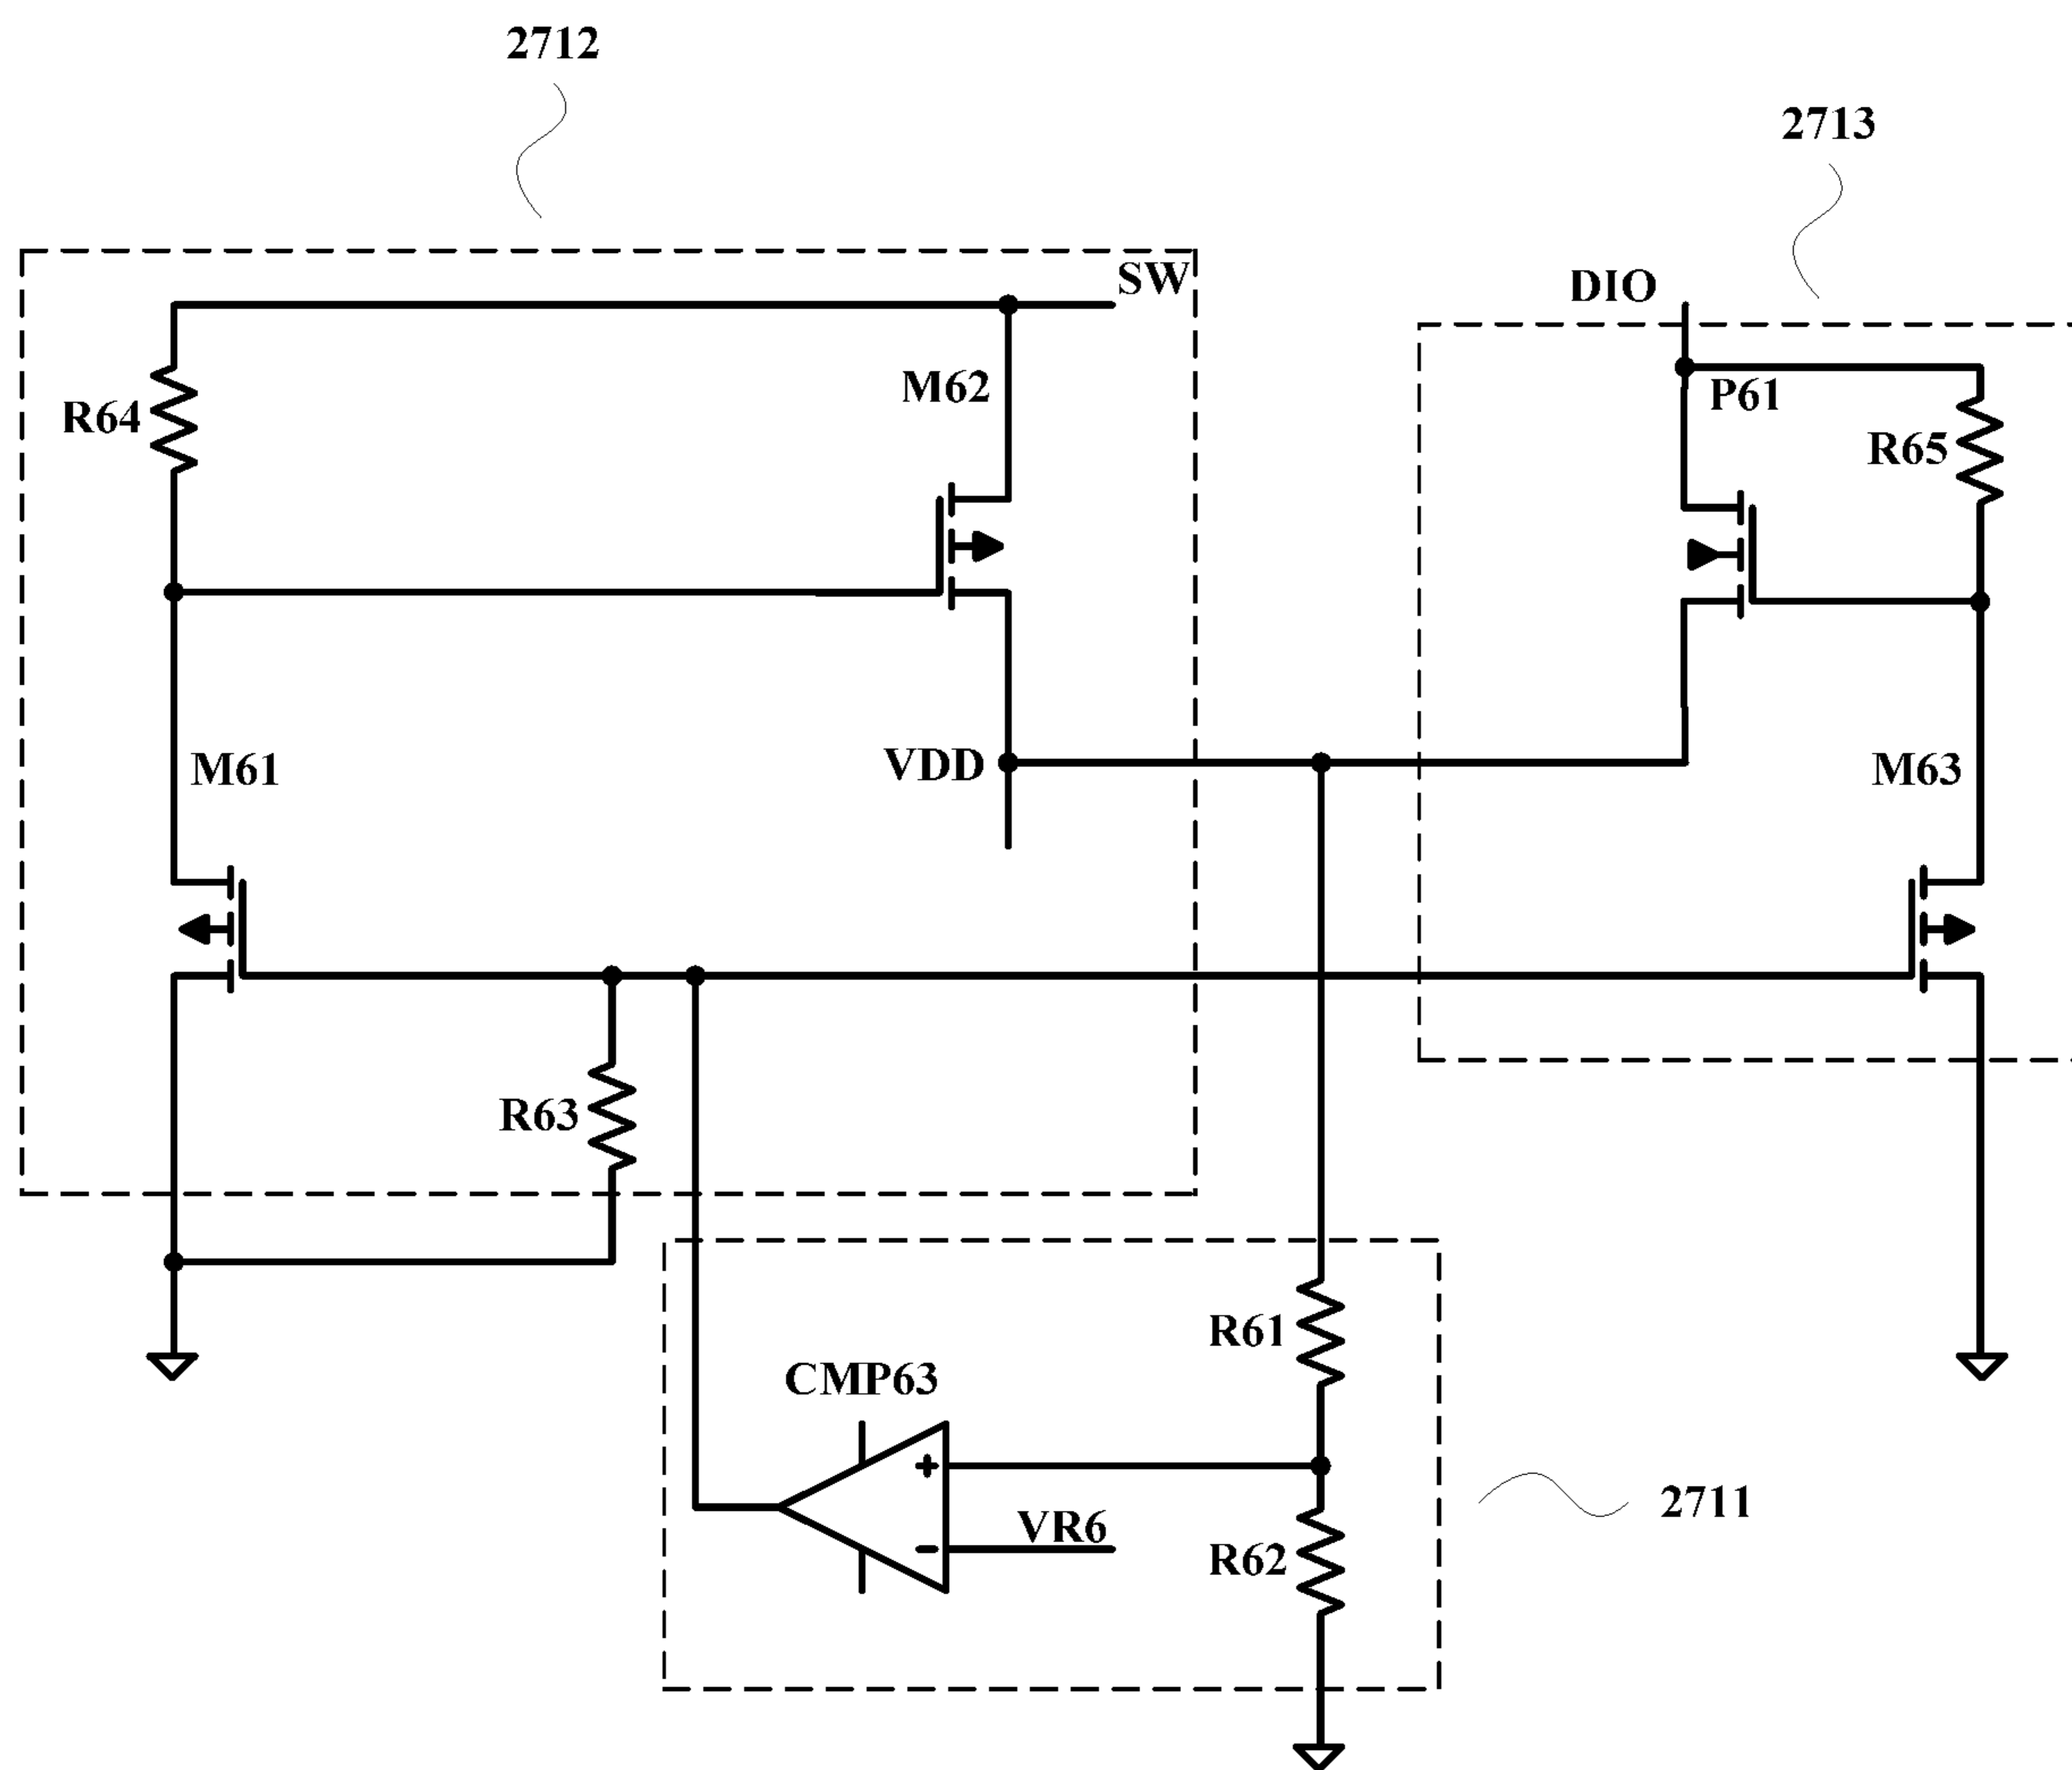 2712
2713
SW
DIO
M62
P61
R64
R65
VDD
M61
M63
R63
R61
CMP63
+
VR6
-
R62
2711